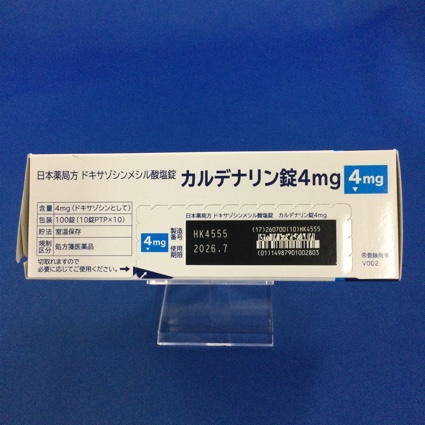 日本薬局方 ドキサゾシンメシル酸塩錠 カルデナリン錠4mg 4mg
含量 4mg(ドキサゾシンとして)
包装 100錠(10錠PTP×10)
貯法 室温保存
規制区分 処方箋医薬品
切取れますので
必要に応じてご使用ください。
日本薬局方 ドキサゾシンメシル酸塩錠 カルデナリン錠4mg
4mg
製造番号 HK4555
使用期限 2026.7
(17)260700(10)HK4555
(01)14987901002803
®登録商標
V002